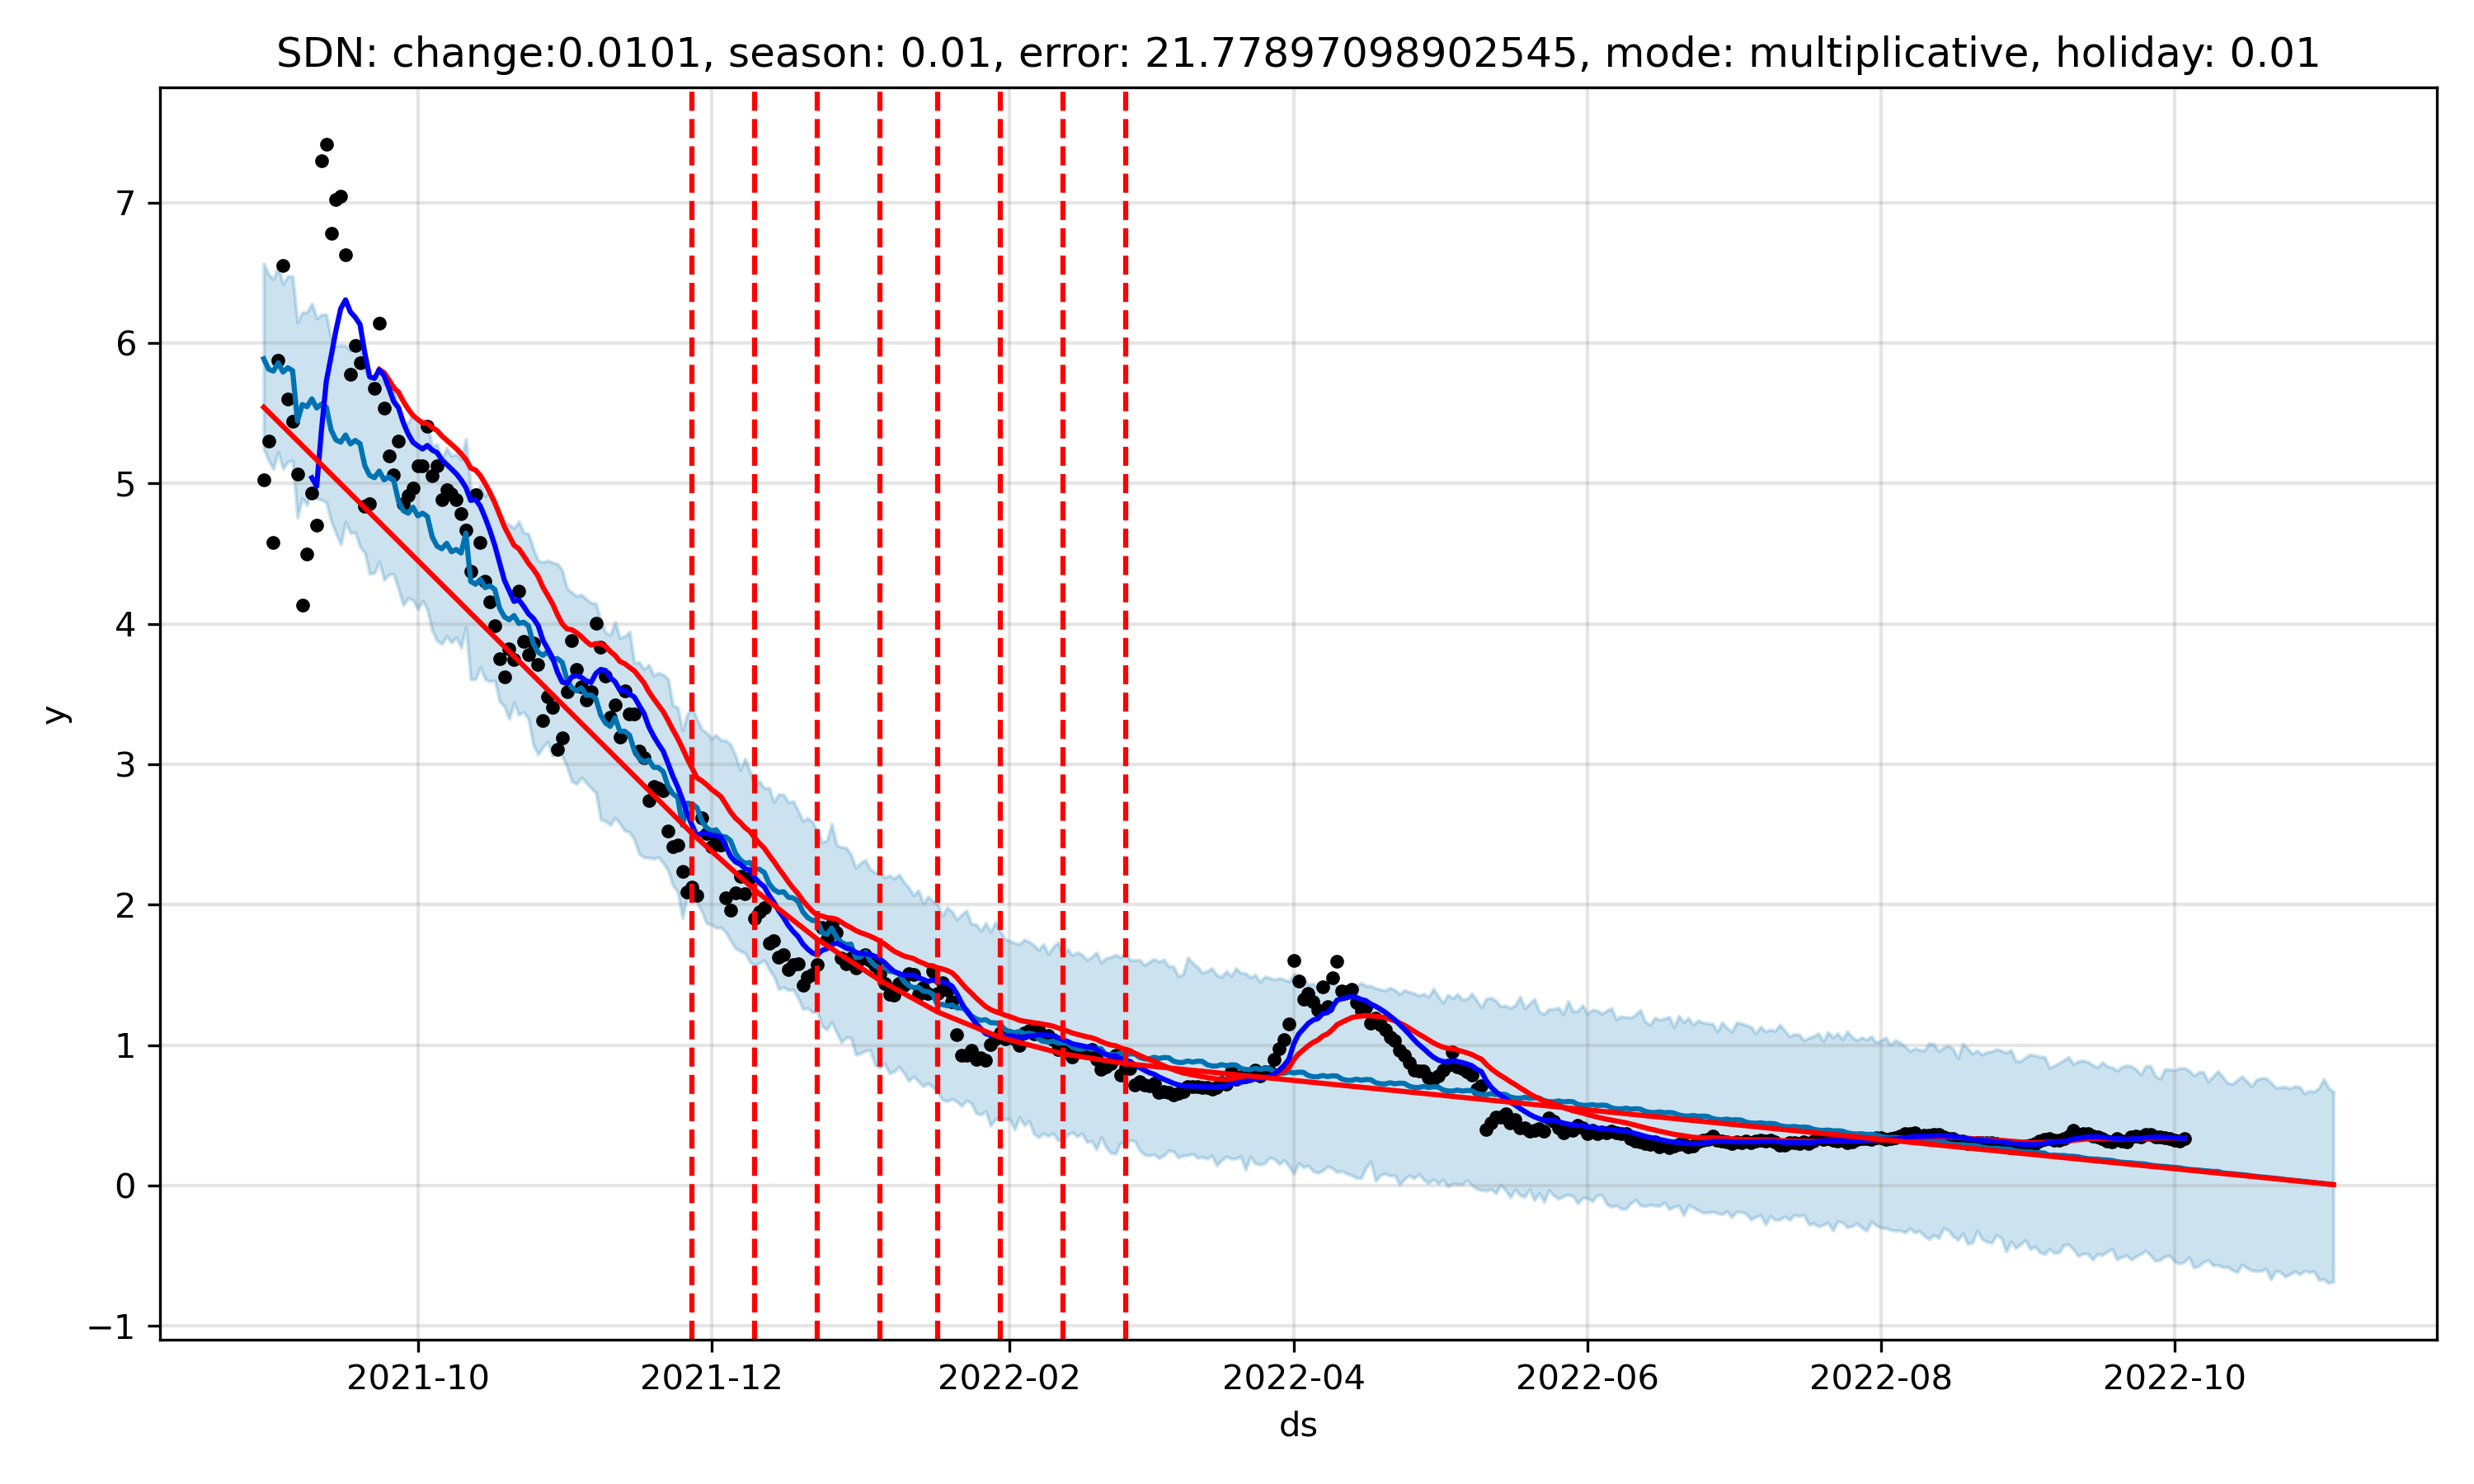 SDN: change:0.0101, season: 0.01, error: 21.77897098902545, mode: multiplicative, holiday: 0.01
7
6
5
4
3
2
1
0
−1
y
2021-10 2021-12 2022-02 2022-04 2022-06 2022-08 2022-10
ds